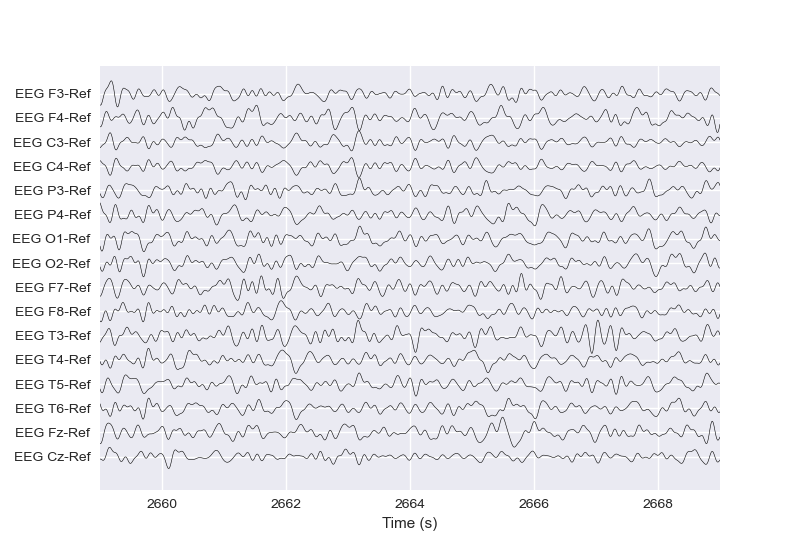 EEG F3-Ref
EEG F4-Ref
EEG C3-Ref
EEG C4-Ref
EEG P3-Ref
EEG P4-Ref
EEG O1-Ref
EEG O2-Ref
EEG F7-Ref
EEG F8-Ref
EEG T3-Ref
EEG T4-Ref
EEG T5-Ref
EEG T6-Ref
EEG Fz-Ref
EEG Cz-Ref
2660 2662 2664 2666 2668
Time (s)